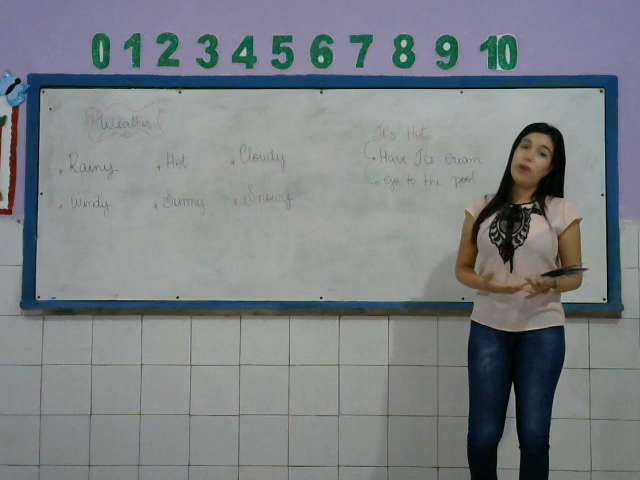 0 1 2 3 4 5 6 7 8 9 10
Weather
Rainy Hot Cloudy
Windy Sunny Snowy
It's Hot
Have Ice cream
Go to the pool